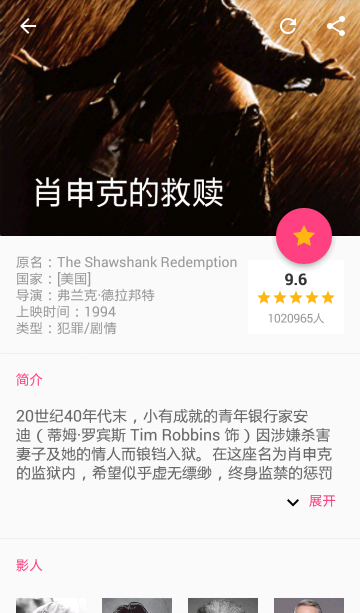 肖申克的救赎
原名：The Shawshank Redemption
国家：[美国]
导演：弗兰克·德拉邦特
上映时间：1994
类型：犯罪/剧情
9.6
1020965人
简介
20世纪40年代末，小有成就的青年银行家安
迪（蒂姆·罗宾斯 Tim Robbins 饰）因涉嫌杀害
妻子及她的情人而锒铛入狱。在这座名为肖申克
的监狱内，希望似乎虚无缥缈，终身监禁的惩罚
展开
影人